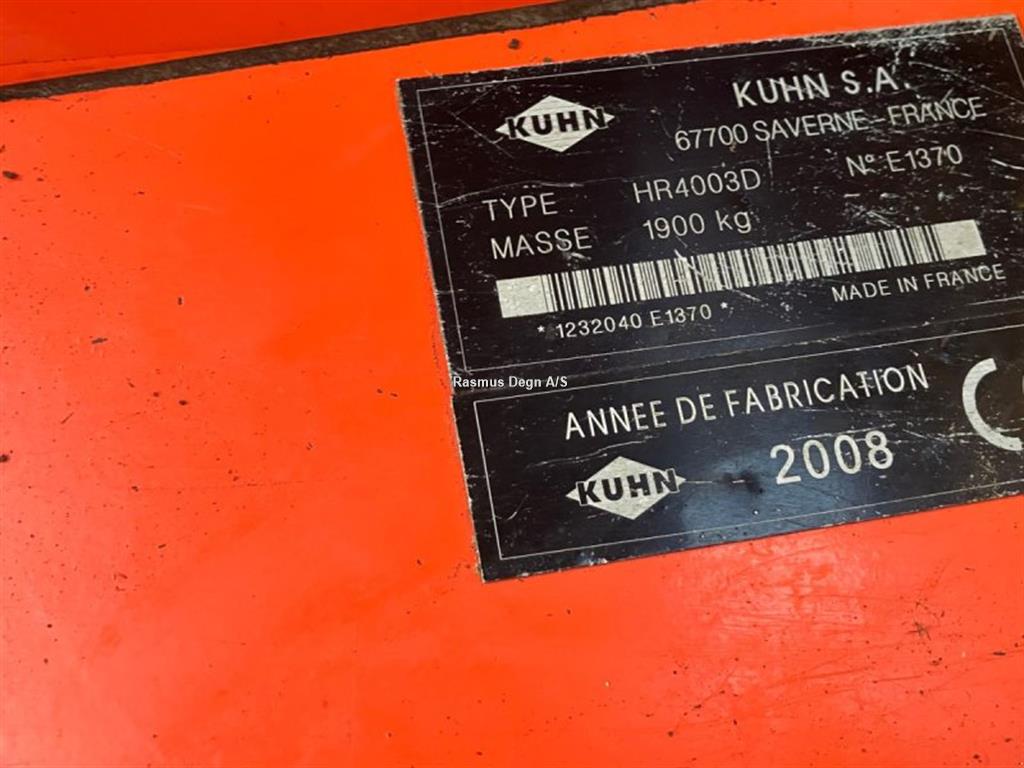 KUHN
KUHN S.A.
67700 SAVERNE-FRANCE
TYPE HR4003D N° E1370
MASSE 1900 kg
* 1232040 E1370 *
MADE IN FRANCE
Rasmus Degn A/S
ANNEE DE FABRICATION
KUHN 2008